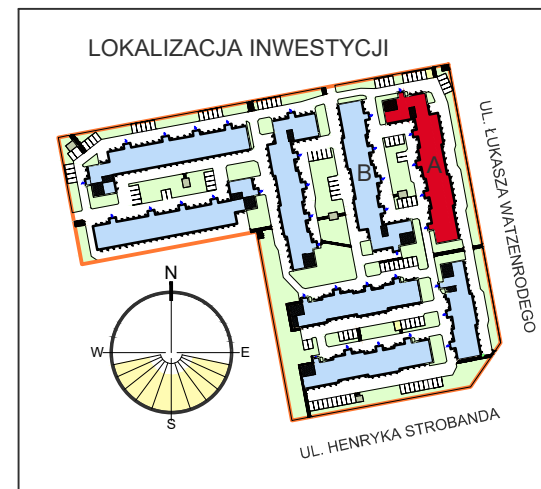 LOKALIZACJA INWESTYCJI
A
B
UL. ŁUKASZA WATZENRODEGO
N
W
E
S
UL. HENRYKA STROBANDA